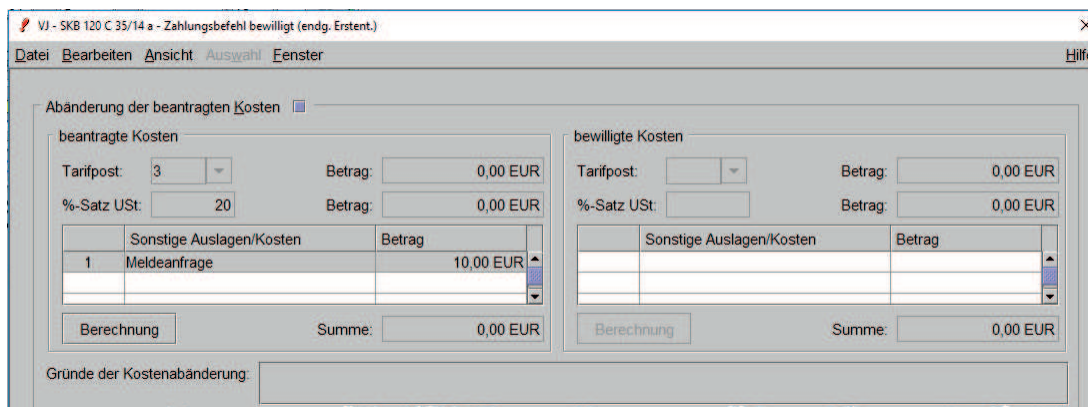 VJ - SKB 120 C 35/14 a - Zahlungsbefehl bewilligt (endg. Erstent.)
Datei Bearbeiten Ansicht Auswahl Fenster Hilfe
Abänderung der beantragten Kosten
beantragte Kosten
Tarifpost: 3 Betrag: 0,00 EUR
%-Satz USt: 20 Betrag: 0,00 EUR
Sonstige Auslagen/Kosten Betrag
1 Meldeanfrage 10,00 EUR
Berechnung Summe: 0,00 EUR
bewilligte Kosten
Tarifpost: Betrag: 0,00 EUR
%-Satz USt: Betrag: 0,00 EUR
Sonstige Auslagen/Kosten Betrag
Berechnung Summe: 0,00 EUR
Gründe der Kostenabänderung: